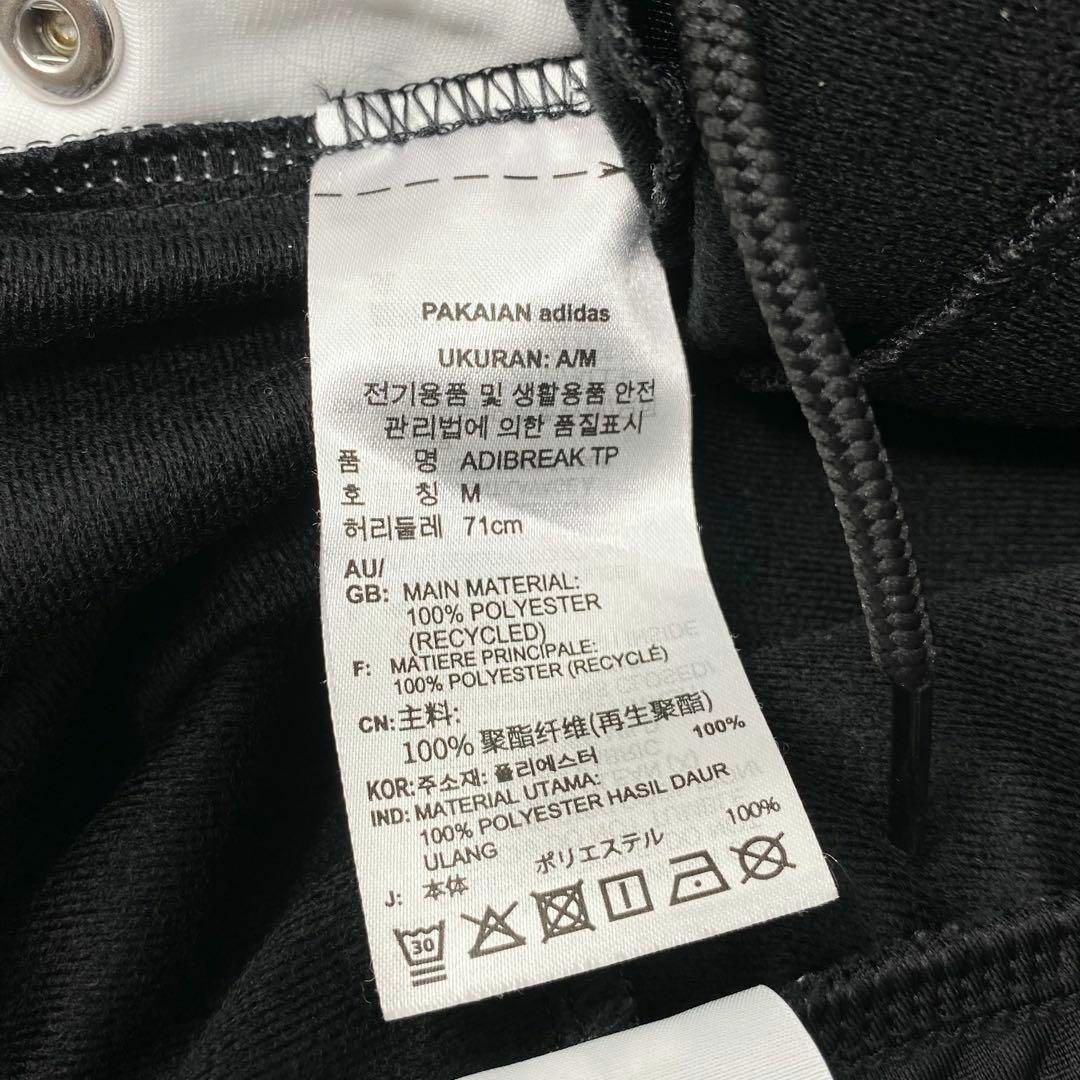 PAKAIAN adidas
UKURAN: A/M
전기용품 및 생활용품 안전
관리법에 의한 품질표시
품 명 ADIBREAK TP
호 칭 M
허리둘레 71cm
AU/
GB: MAIN MATERIAL:
100% POLYESTER
(RECYCLED)
F: MATIERE PRINCIPALE:
100% POLYESTER (RECYCLÉ)
CN: 主料:
100% 聚酯纤维(再生聚酯)
KOR: 주소재: 폴리에스터 100%
IND: MATERIAL UTAMA:
100% POLYESTER HASIL DAUR
ULANG
J: 本体 ポリエステル 100%
30